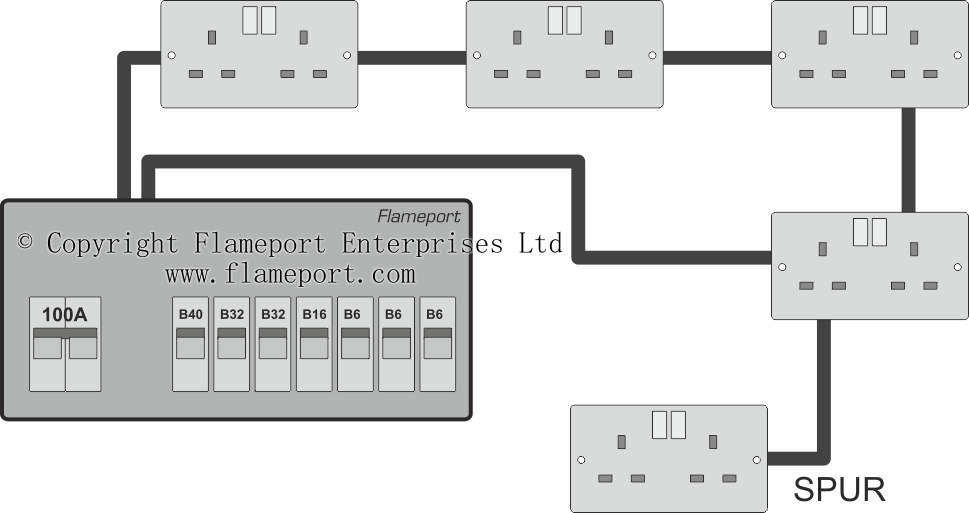 Flameport
© Copyright Flameport Enterprises Ltd
www.flameport.com
100A
B40 B32 B32 B16 B6 B6 B6
SPUR